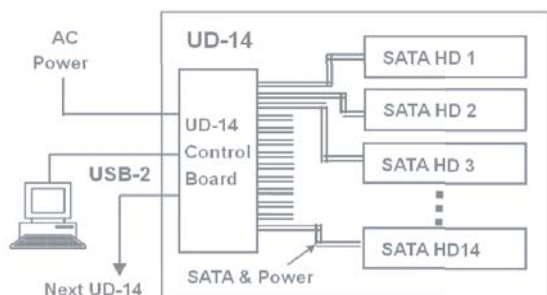 AC
Power
UD-14
UD-14
Control
Board
USB-2
Next UD-14
SATA HD 1
SATA HD 2
SATA HD 3
SATA HD14
SATA & Power